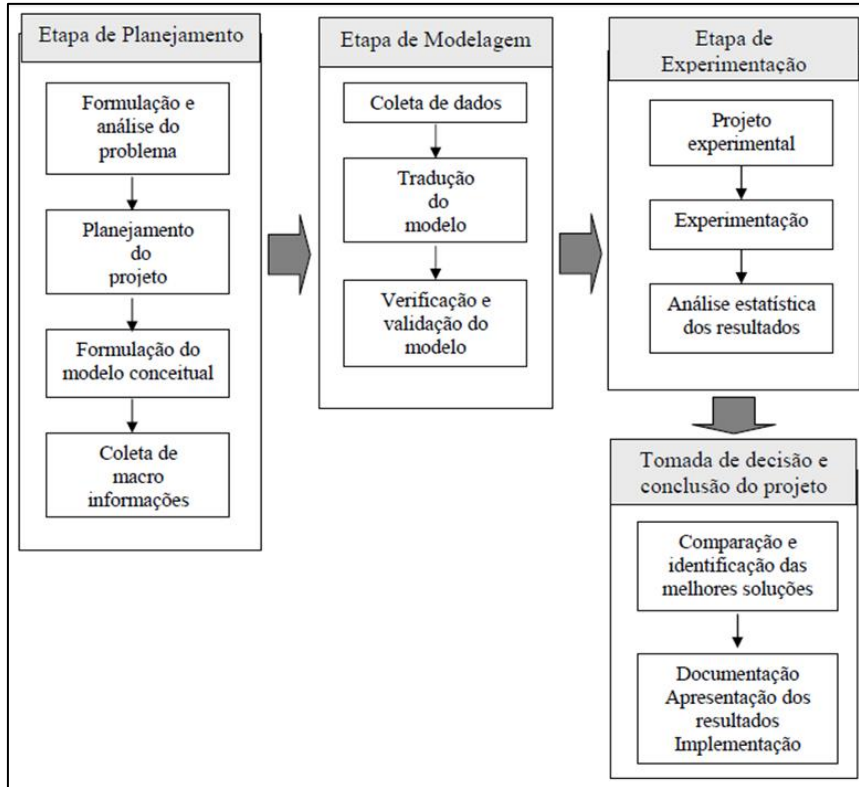 Etapa de Planejamento
Formulação e
análise do
problema
Planejamento
do
projeto
Formulação do
modelo conceitual
Coleta de
macro
informações
Etapa de Modelagem
Coleta de dados
Tradução
do
modelo
Verificação e
validação do
modelo
Etapa de
Experimentação
Projeto
experimental
Experimentação
Análise estatística
dos resultados
Tomada de decisão e
conclusão do projeto
Comparação e
identificação das
melhores soluções
Documentação
Apresentação dos
resultados
Implementação